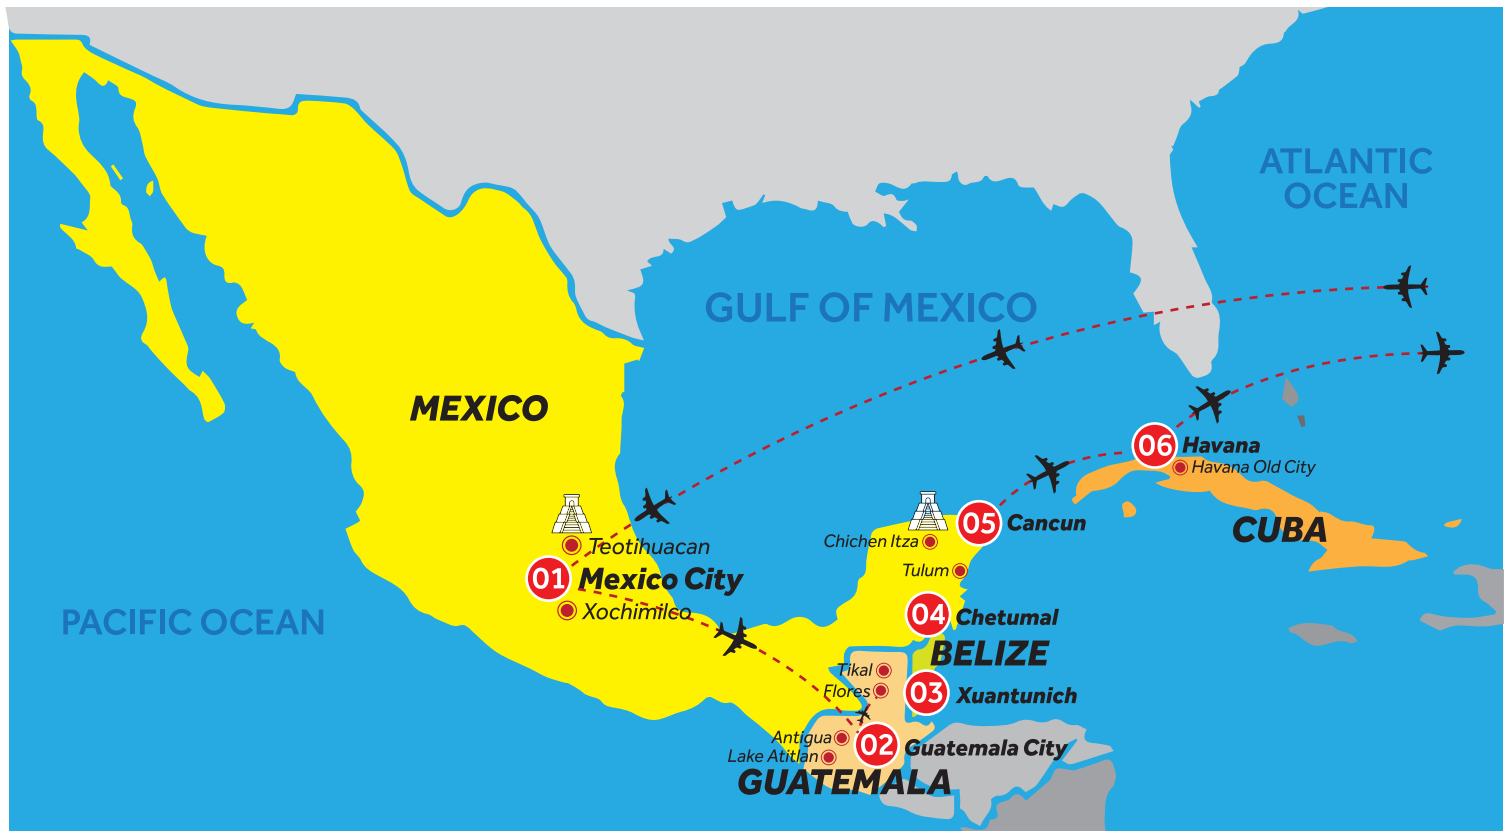 ATLANTIC
OCEAN
GULF OF MEXICO
MEXICO
06 Havana
Havana Old City
05 Cancun
CUBA
Chichen Itza
Teotihuacan
Tulum
01 Mexico City
Xochimilco
PACIFIC OCEAN
04 Chetumal
BELIZE
Tikal
Flores
03 Xuantunich
Antigua
02 Guatemala City
Lake Atitlan
GUATEMALA